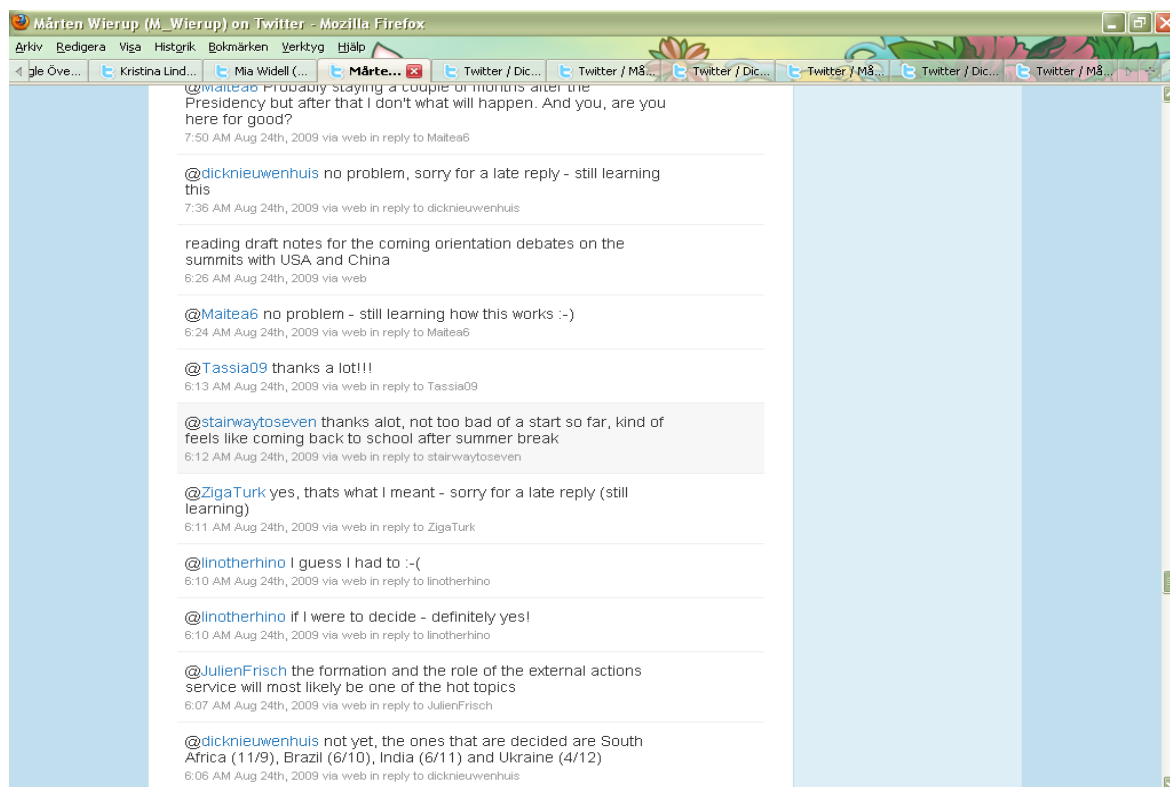 Mårten Wierup (M_Wierup) on Twitter - Mozilla Firefox
Arkiv Redigera Visa Historik Bokmärken Verktyg Hjälp
gle Öve... Kristina Lind... Mia Widell (... Mårte... Twitter / Dic... Twitter / Må... Twitter / Dic... Twitter / Må... Twitter / Dic... Twitter / Må...
@Maitea6 Probably staying a couple of months after the
Presidency but after that I don't what will happen. And you, are you
here for good?
7:50 AM Aug 24th, 2009 via web in reply to Maitea6
@dicknieuwenhuis no problem, sorry for a late reply - still learning
this
7:36 AM Aug 24th, 2009 via web in reply to dicknieuwenhuis
reading draft notes for the coming orientation debates on the
summits with USA and China
6:26 AM Aug 24th, 2009 via web
@Maitea6 no problem - still learning how this works :-)
6:24 AM Aug 24th, 2009 via web in reply to Maitea6
@Tassia09 thanks a lot!!!
6:13 AM Aug 24th, 2009 via web in reply to Tassia09
@stairwaytoseven thanks alot, not too bad of a start so far, kind of
feels like coming back to school after summer break
6:12 AM Aug 24th, 2009 via web in reply to stairwaytoseven
@ZigaTurk yes, thats what I meant - sorry for a late reply (still
learning)
6:11 AM Aug 24th, 2009 via web in reply to ZigaTurk
@linotherhino I guess I had to :-(
6:10 AM Aug 24th, 2009 via web in reply to linotherhino
@linotherhino if I were to decide - definitely yes!
6:10 AM Aug 24th, 2009 via web in reply to linotherhino
@JulienFrisch the formation and the role of the external actions
service will most likely be one of the hot topics
6:07 AM Aug 24th, 2009 via web in reply to JulienFrisch
@dicknieuwenhuis not yet, the ones that are decided are South
Africa (11/9), Brazil (6/10), India (6/11) and Ukraine (4/12)
6:06 AM Aug 24th, 2009 via web in reply to dicknieuwenhuis